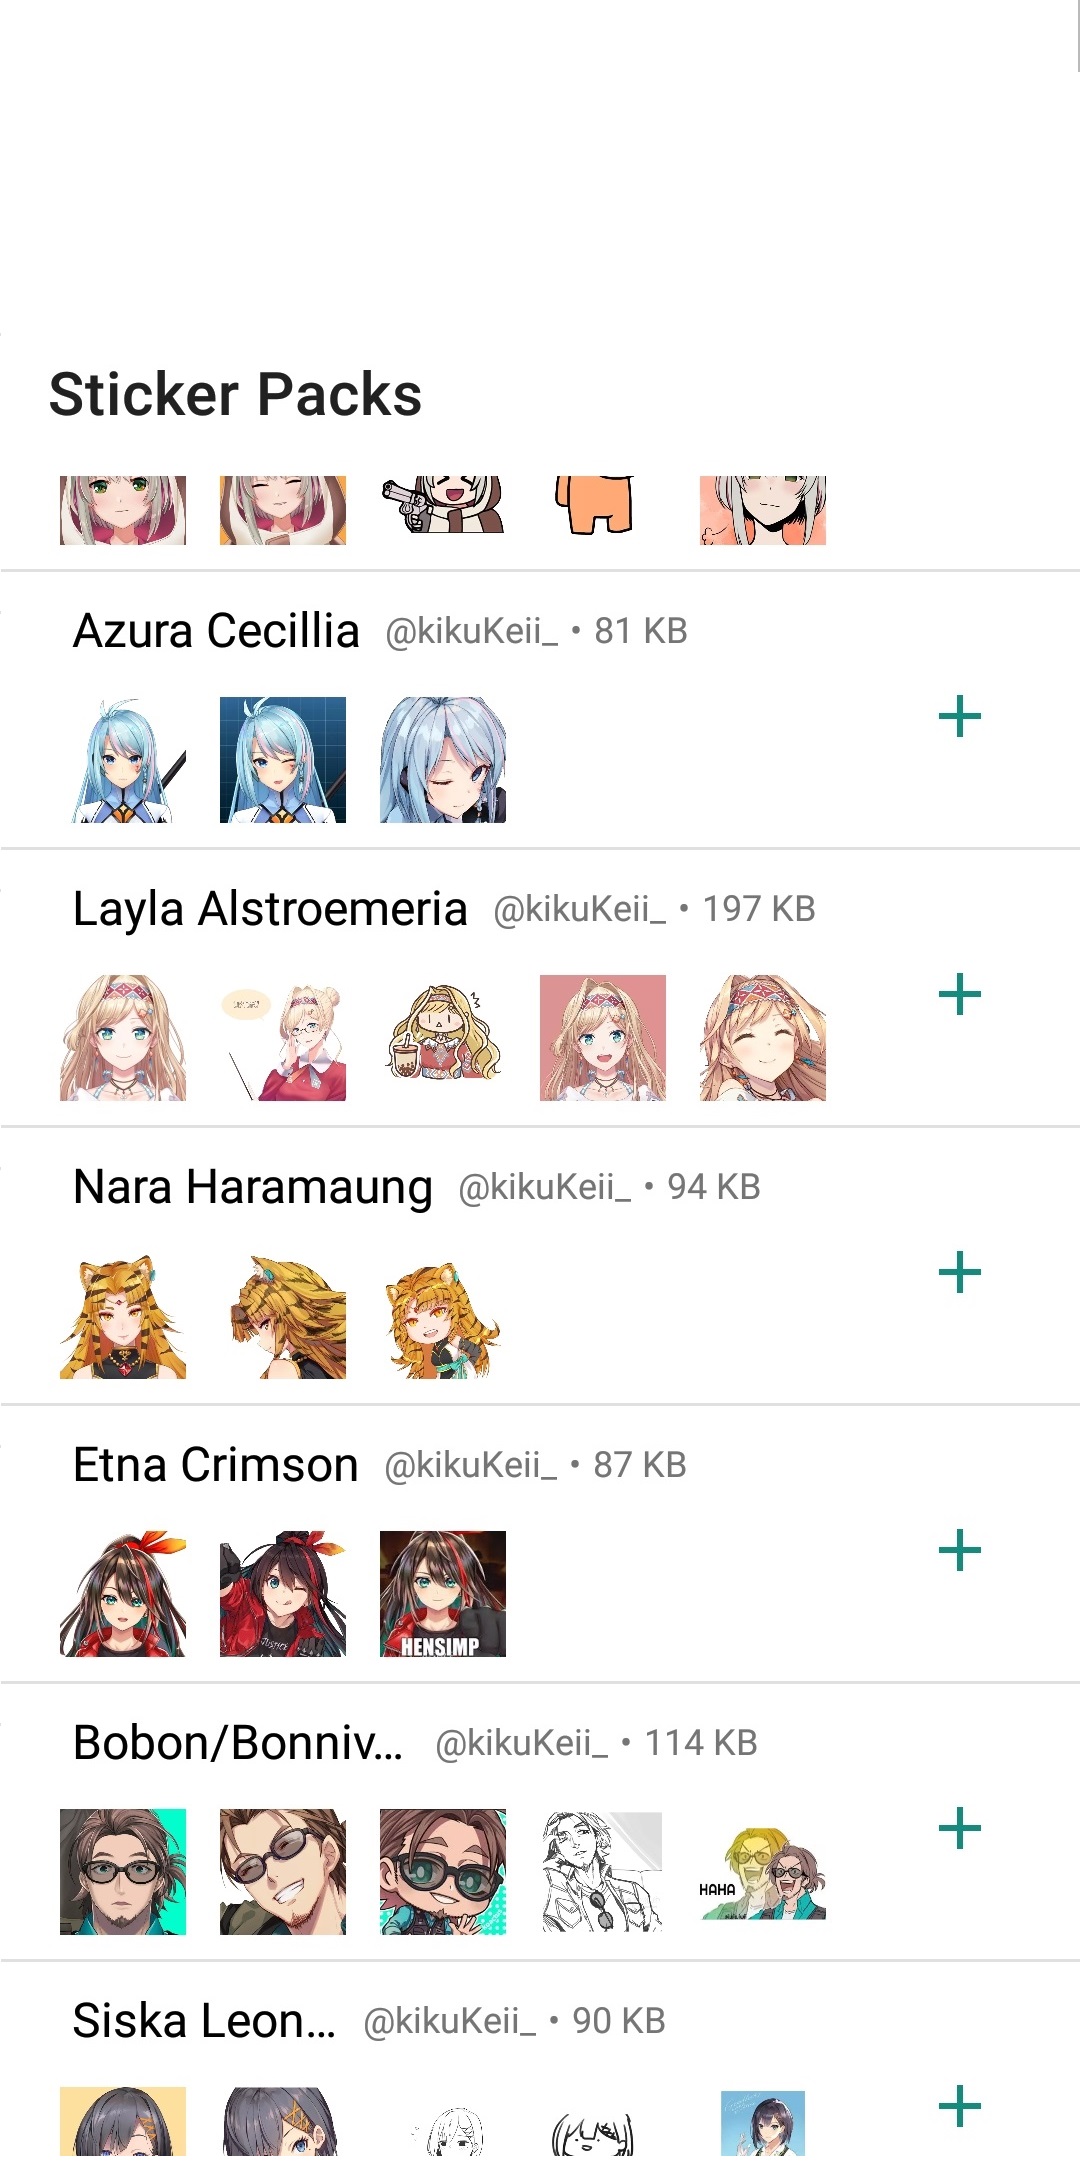 Sticker Packs
Azura Cecillia @kikuKeii_ • 81 KB
Layla Alstroemeria @kikuKeii_ • 197 KB
Nara Haramaung @kikuKeii_ • 94 KB
Etna Crimson @kikuKeii_ • 87 KB
JUSTICE
HENSIMP
Bobon/Bonniv... @kikuKeii_ • 114 KB
HAHA
Siska Leon... @kikuKeii_ • 90 KB